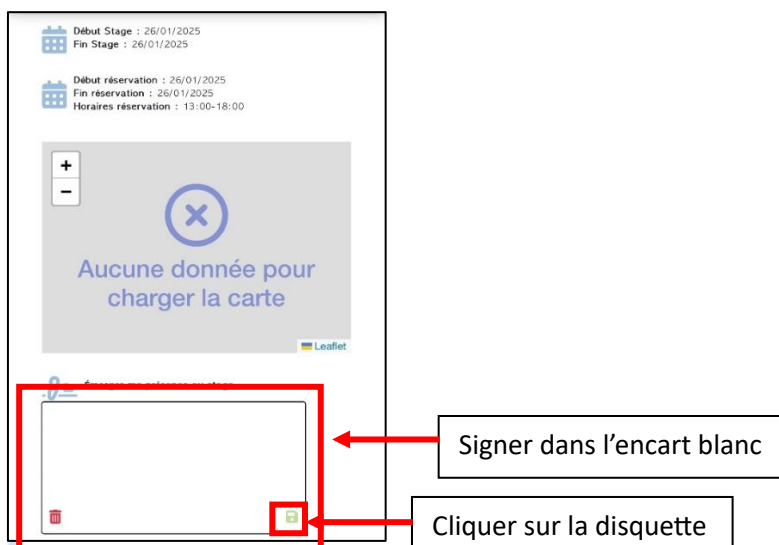 Début Stage : 26/01/2025
Fin Stage : 26/01/2025
Début réservation : 26/01/2025
Fin réservation : 26/01/2025
Horaires réservation : 13:00-18:00
+
−
Aucune donnée pour
charger la carte
Leaflet
stage
Signer dans l’encart blanc
Cliquer sur la disquette